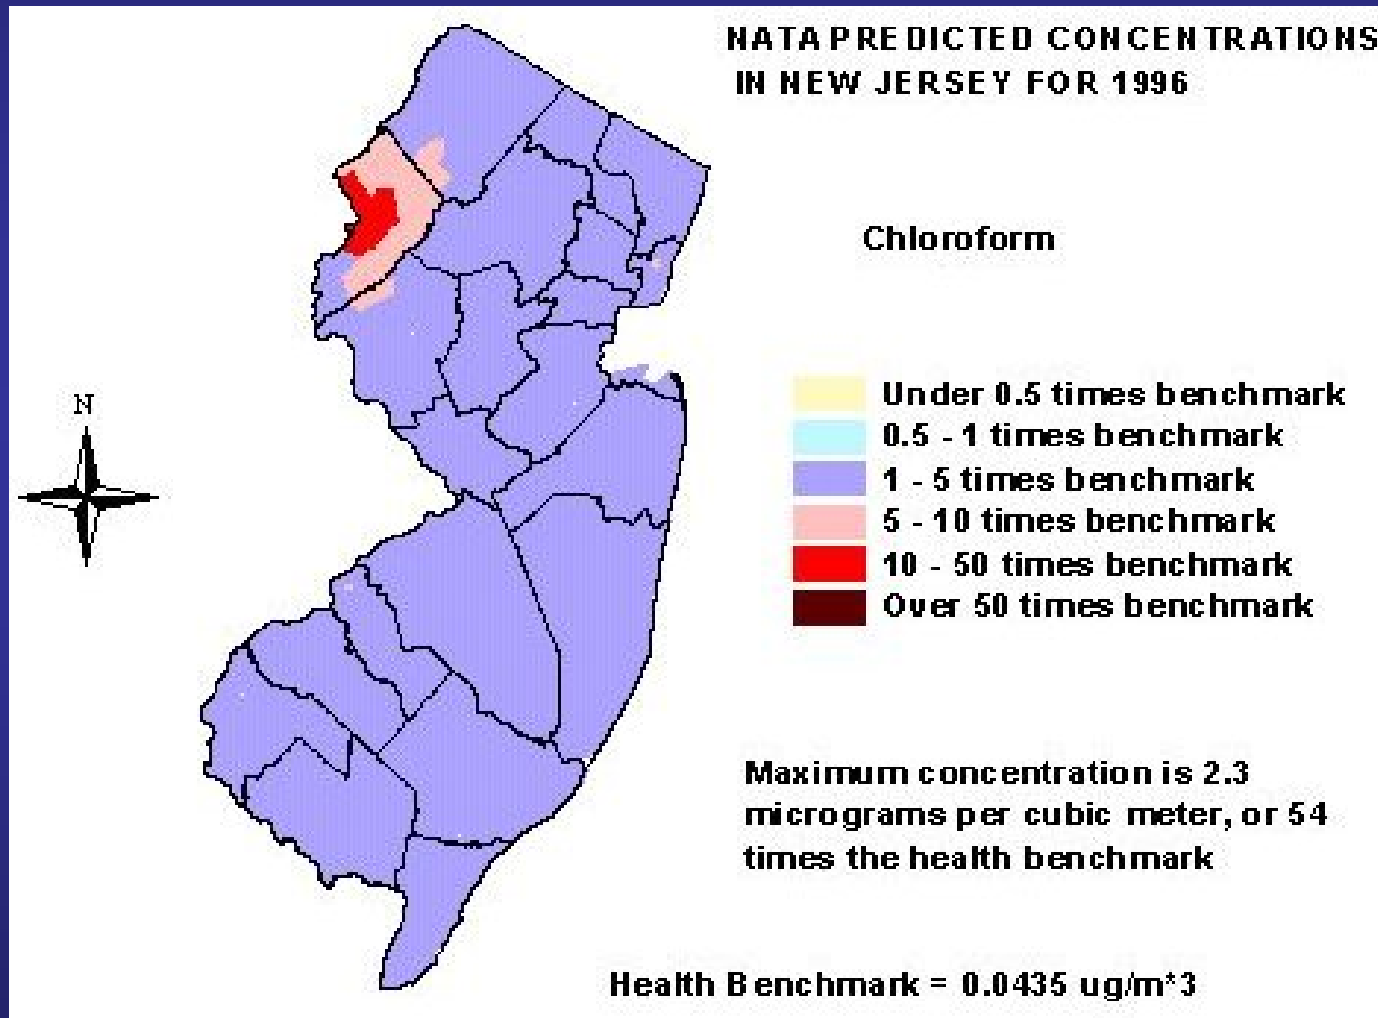 NATA PREDICTED CONCENTRATIONS
IN NEW JERSEY FOR 1996
Chloroform
N
Under 0.5 times benchmark
0.5 - 1 times benchmark
1 - 5 times benchmark
5 - 10 times benchmark
10 - 50 times benchmark
Over 50 times benchmark
Maximum concentration is 2.3
micrograms per cubic meter, or 54
times the health benchmark
Health Benchmark = 0.0435 ug/m*3